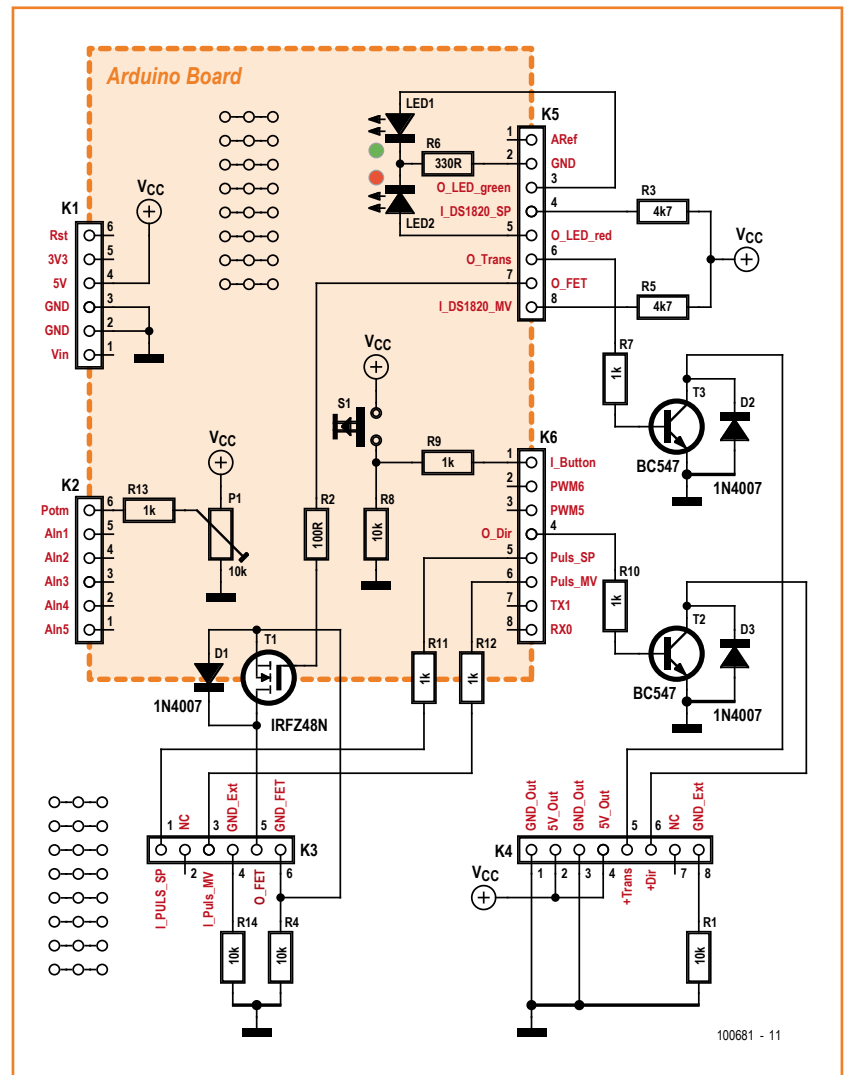 Arduino Board
LED1
K5
1 ARef
R6
330R
2 GND
3
O_LED_green
R3
4k7
I_DS1820_SP
4
LED2
5 O_LED_red
VCC
O_Trans
6
7 O_FET
R5
4k7
I_DS1820_MV
8
VCC
K1
Rst 6
3V3 5
5V 4
GND 3
GND 2
Vin 1
R7
1k
T3
D2
BC547
1N4007
VCC
S1
K6
R9
1k
1 I_Button
2 PWM6
3 PWM5
O_Dir 4
5 Puls_SP
6 Puls_MV
7 TX1
8 RX0
VCC
K2
R13
1k
P1
10k
Potm 6
AIn1 5
AIn2 4
AIn3 3
AIn4 2
AIn5 1
R2
100R
R8
10k
R10
1k
T2
D3
BC547
1N4007
R11
1k
R12
1k
D1
T1
1N4007
IRFZ48N
K3
1 I_PULS_SP
2 NC
3 I_Puls_MV
4 GND_Ext
5 O_FET
6 GND_FET
R14
10k
R4
10k
K4
GND_Out 1
5V_Out 2
GND_Out 3
5V_Out 4
5 +Trans
6 +Dir
NC 7
GND_Ext 8
VCC
R1
10k
100681 - 11